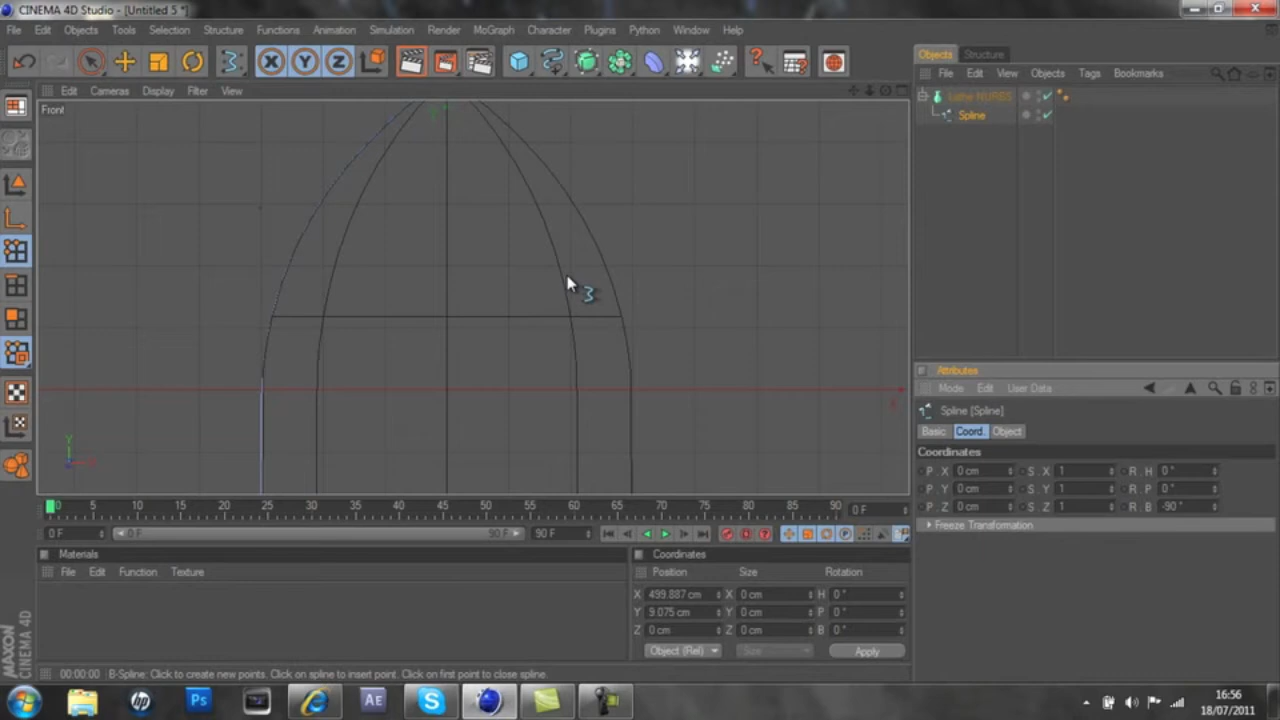 CINEMA 4D Studio - [Untitled 5 *]
File Edit Objects Tools Selection Structure Functions Animation Simulation Render MoGraph Character Plugins Python Window Help
X Y Z
Objects Structure
File Edit View Objects Tags Bookmarks
Edit Cameras Display Filter View
Front
Lathe NURBS
Spline
Attributes
Mode Edit User Data
Spline [Spline]
Basic Coord. Object
Coordinates
P . X 0 cm S . X 1 R . H 0 °
P . Y 0 cm S . Y 1 R . P 0 °
P . Z 0 cm S . Z 1 R . B -90 °
Freeze Transformation
Y
0 5 10 15 20 25 30 35 40 45 50 55 60 65 70 75 80 85 90 0 F
0 F 0 F 90 F 90 F
Materials
File Edit Function Texture
Coordinates
Position Size Rotation
X 499.887 cm X 0 cm H 0 °
Y 9.075 cm Y 0 cm P 0 °
Z 0 cm Z 0 cm B 0 °
Object (Rel) Size Apply
MAXON
CINEMA 4D
00:00:00 B-Spline: Click to create new points. Click on spline to insert point. Click on first point to close spline.
hp Ps AE S
16:56
18/07/2011